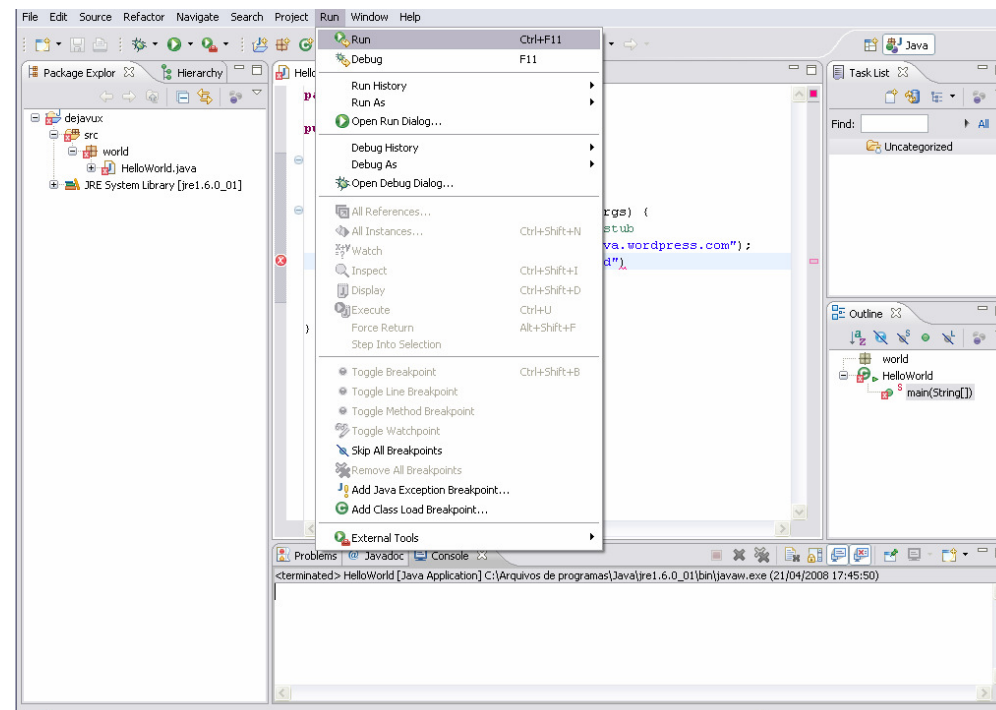 File Edit Source Refactor Navigate Search Project Run Window Help
Java
Package Explor
Hierarchy
dejavux
src
world
HelloWorld.java
JRE System Library [jre1.6.0_01]
Run Ctrl+F11
Debug F11
Run History
Run As
Open Run Dialog...
Debug History
Debug As
Open Debug Dialog...
All References...
All Instances... Ctrl+Shift+N
Watch
Inspect Ctrl+Shift+I
Display Ctrl+Shift+D
Execute Ctrl+U
Force Return Alt+Shift+F
Step Into Selection
Toggle Breakpoint Ctrl+Shift+B
Toggle Line Breakpoint
Toggle Method Breakpoint
Toggle Watchpoint
Skip All Breakpoints
Remove All Breakpoints
Add Java Exception Breakpoint...
Add Class Load Breakpoint...
External Tools
Hello
pa
pu
rgs) {
stub
va.wordpress.com");
d")
}
Task List
Find: All
Uncategorized
Outline
world
HelloWorld
S main(String[])
Problems @ Javadoc Console
<terminated> HelloWorld [Java Application] C:\Arquivos de programas\Java\jre1.6.0_01\bin\javaw.exe (21/04/2008 17:45:50)